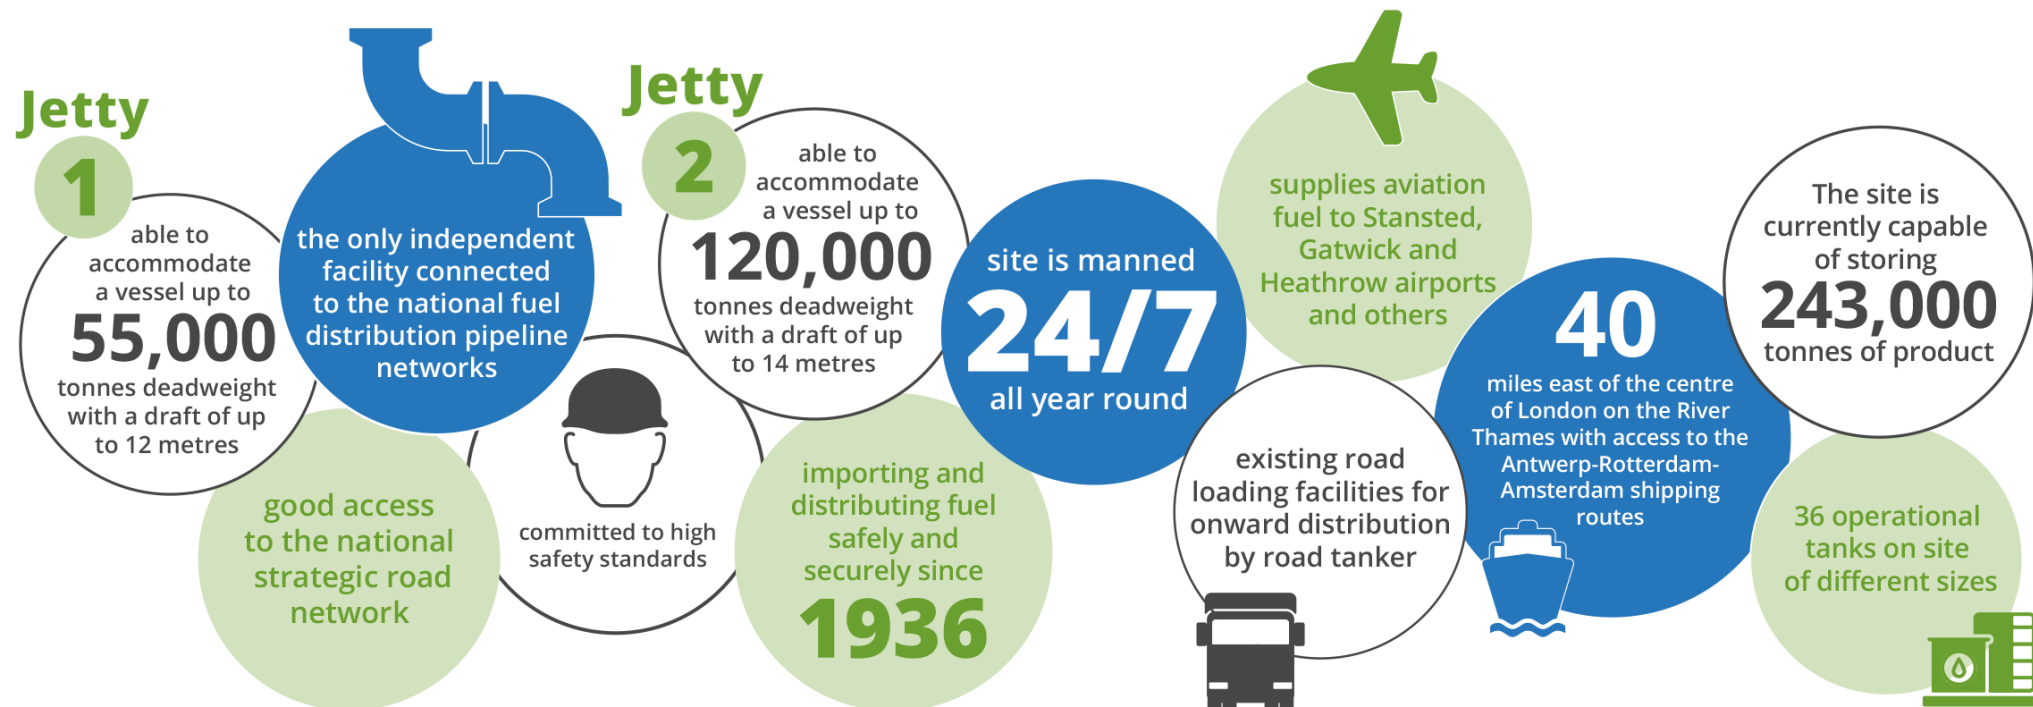 Jetty
1
able to
accommodate
a vessel up to
55,000
tonnes deadweight
with a draft of up
to 12 metres
the only independent
facility connected
to the national fuel
distribution pipeline
networks
good access
to the national
strategic road
network
committed to high
safety standards
Jetty
2
able to
accommodate
a vessel up to
120,000
tonnes deadweight
with a draft of up
to 14 metres
importing and
distributing fuel
safely and
securely since
1936
site is manned
24/7
all year round
supplies aviation
fuel to Stansted,
Gatwick and
Heathrow airports
and others
existing road
loading facilities for
onward distribution
by road tanker
40
miles east of the centre
of London on the River
Thames with access to the
Antwerp-Rotterdam-
Amsterdam shipping
routes
The site is
currently capable
of storing
243,000
tonnes of product
36 operational
tanks on site
of different sizes